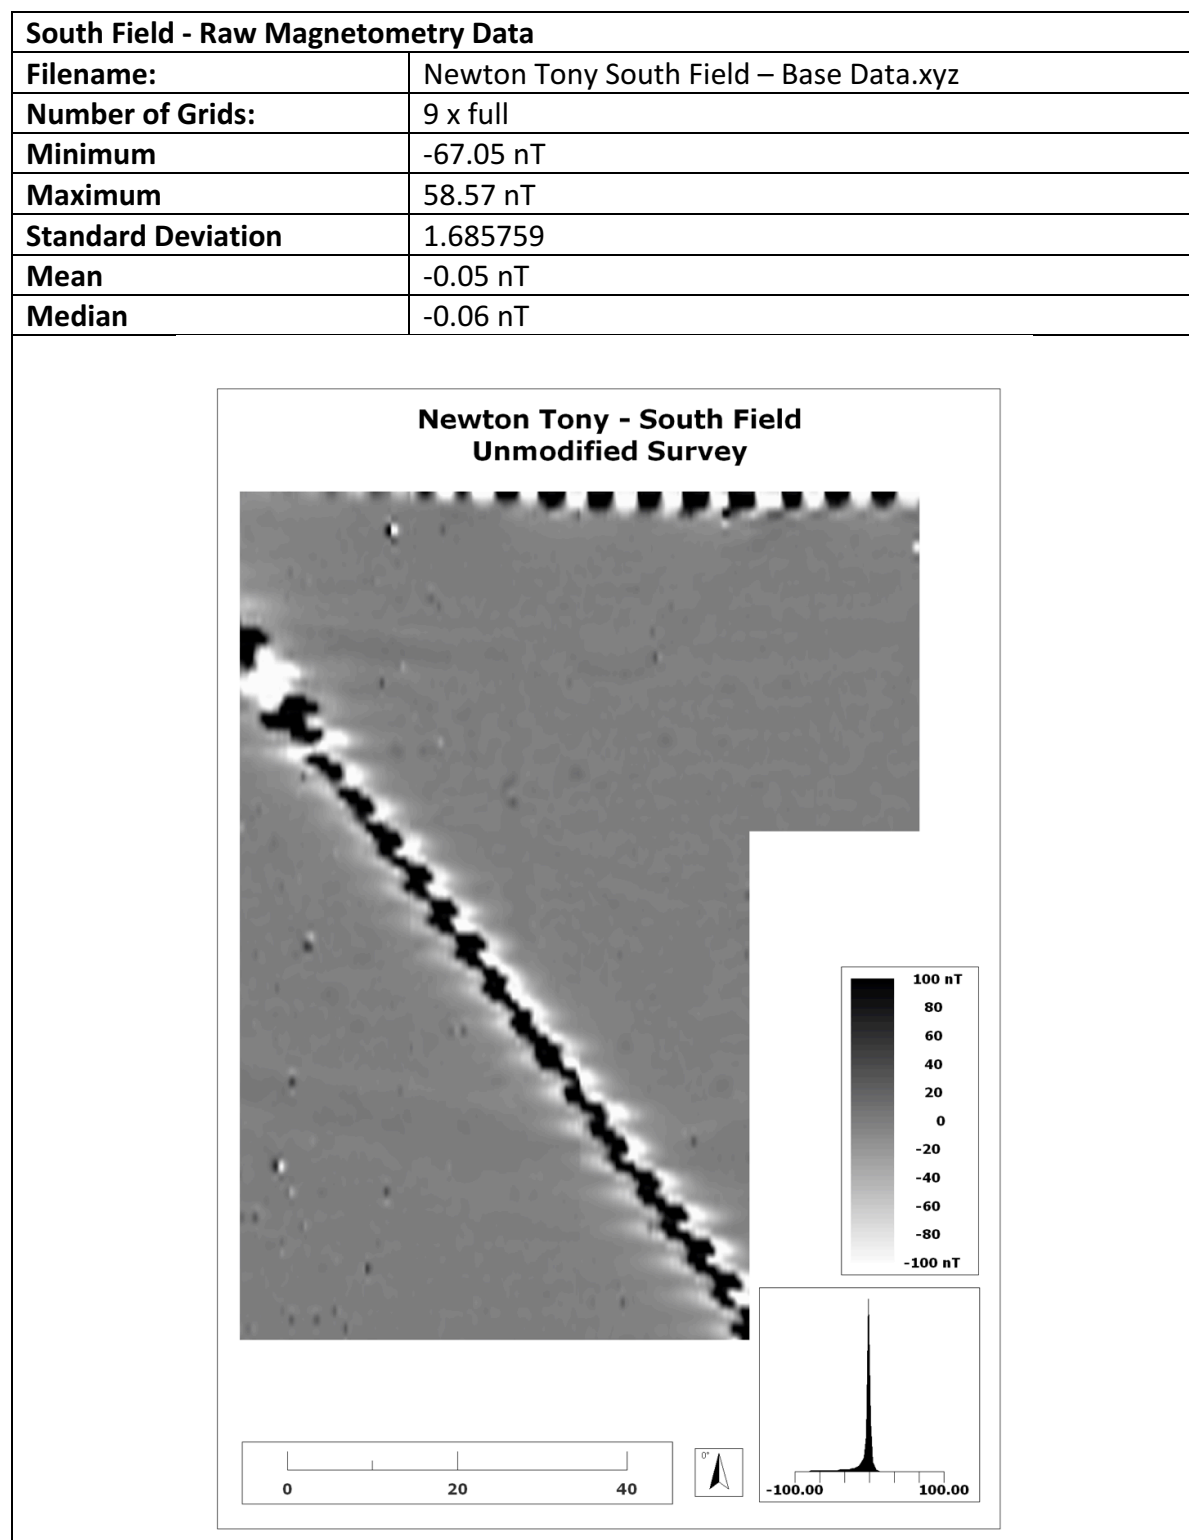 South Field - Raw Magnetometry Data
Filename: Newton Tony South Field – Base Data.xyz
Number of Grids: 9 x full
Minimum -67.05 nT
Maximum 58.57 nT
Standard Deviation 1.685759
Mean -0.05 nT
Median -0.06 nT
Newton Tony - South Field
Unmodified Survey
100 nT
80
60
40
20
0
-20
-40
-60
-80
-100 nT
0 20 40
0°
-100.00 100.00